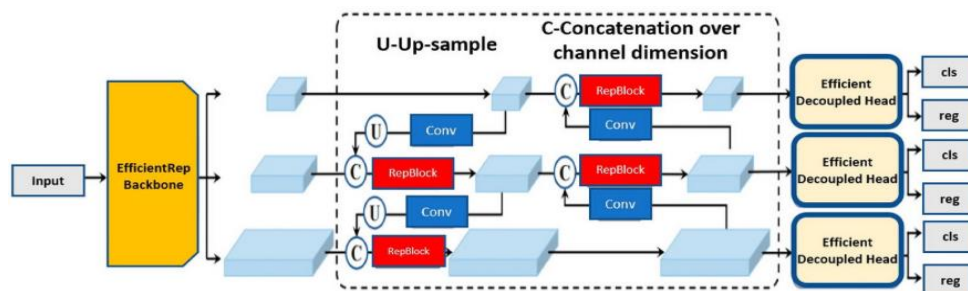 U-Up-sample
C-Concatenation over
channel dimension
Input
EfficientRep
Backbone
C
RepBlock
Efficient
Decoupled Head
cls
reg
U
Conv
Conv
C
RepBlock
C
RepBlock
Efficient
Decoupled Head
cls
reg
U
Conv
Conv
C
RepBlock
Efficient
Decoupled Head
cls
reg